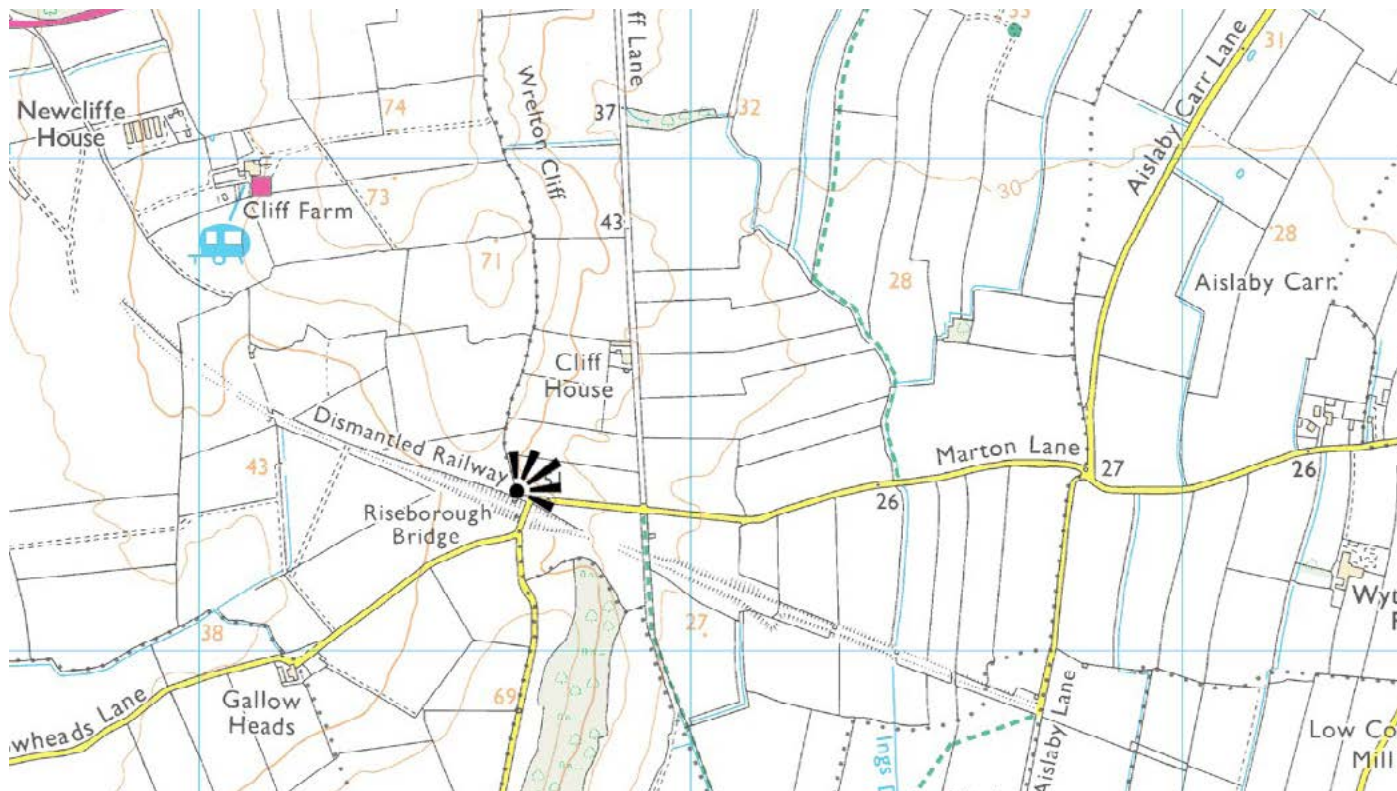 33
31
ff Lane
74
37
32
Newcliffe
House
Wrelton Cliff
Aislaby Carr Lane
30
73
Cliff Farm
43
71
28
28
Aislaby Carr
Cliff
House
Dismantled Railway
Marton Lane
27
26
43
26
Riseborough
Bridge
Wyt
38
27
Gallow
Heads
69
wheads Lane
Aislaby Lane
Ings
Low Co
Mill